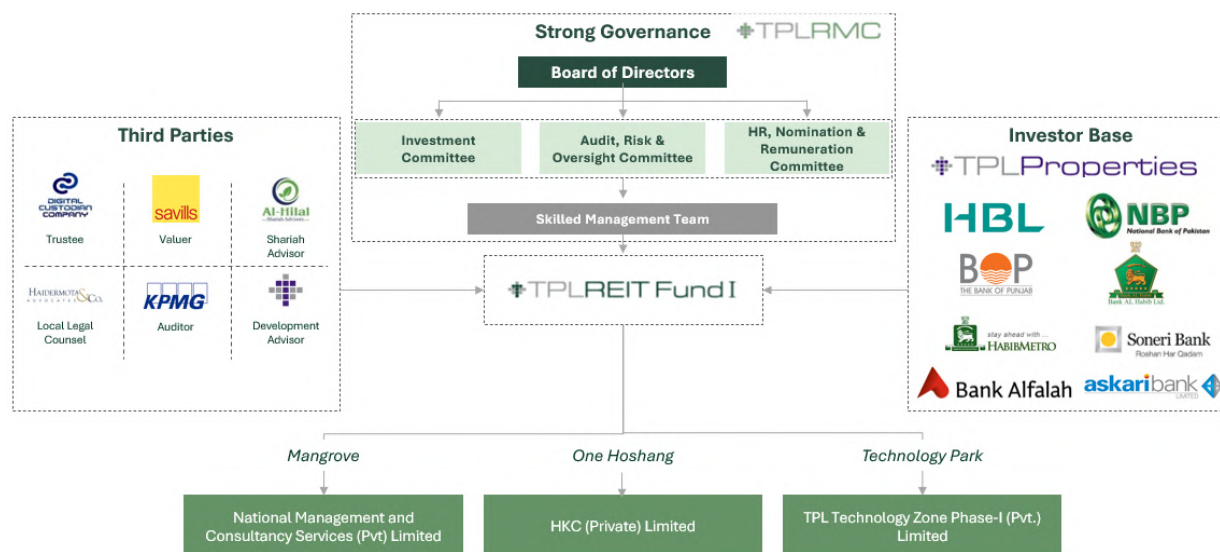 Strong Governance
TPLRMC
Board of Directors
Investment
Committee
Audit, Risk &
Oversight Committee
HR, Nomination &
Remuneration
Committee
Skilled Management Team
Third Parties
DIGITAL
CUSTODIAN
COMPANY
Trustee
savills
Valuer
Al-Hilal
Shariah Advisors
Shariah
Advisor
HAIDERMOTA & CO.
ADVOCATES
Local Legal
Counsel
KPMG
Auditor
Development
Advisor
TPLREIT Fund I
Investor Base
TPLProperties
HBL
NBP
National Bank of Pakistan
BOP
THE BANK OF PUNJAB
Bank AL Habib Ltd.
stay ahead with ...
HABIBMETRO
Soneri Bank
Roshan Har Qadam
Bank Alfalah
askaribank
LIMITED
Mangrove
One Hoshang
Technology Park
National Management and
Consultancy Services (Pvt) Limited
HKC (Private) Limited
TPL Technology Zone Phase-I (Pvt.)
Limited